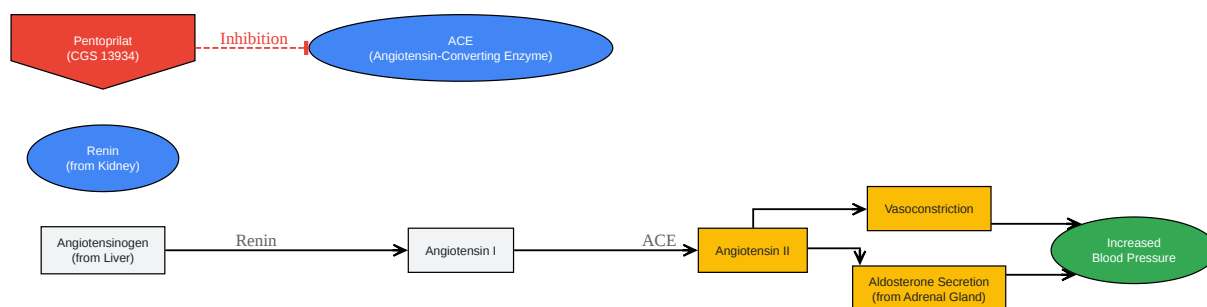 Pentoprilat
(CGS 13934)
Inhibition
ACE
(Angiotensin-Converting Enzyme)
Renin
(from Kidney)
Angiotensinogen
(from Liver)
Renin
Angiotensin I
ACE
Angiotensin II
Vasoconstriction
Aldosterone Secretion
(from Adrenal Gland)
Increased
Blood Pressure